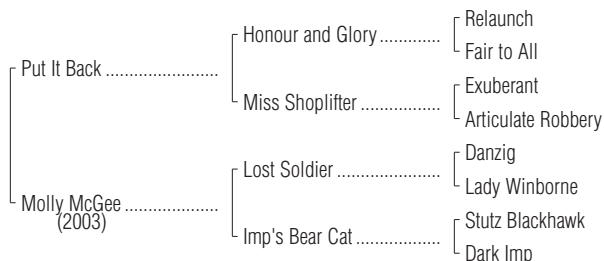 Relaunch
Honour and Glory .............
Fair to All
Put It Back ........................
Exuberant
Miss Shoplifter .................
Articulate Robbery
Danzig
Lost Soldier ......................
Lady Winborne
Molly McGee ....................
(2003)
Stutz Blackhawk
Imp's Bear Cat ..................
Dark Imp